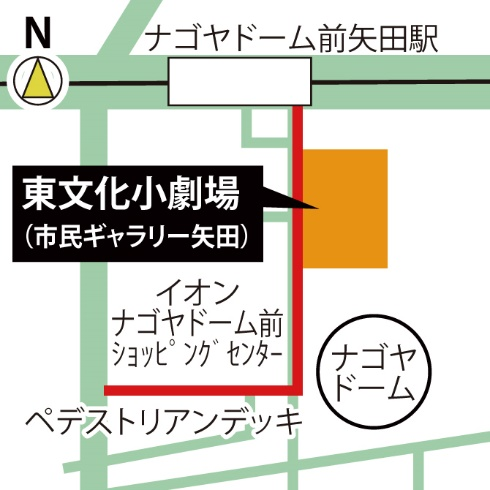 N
ナゴヤドーム前矢田駅
東文化小劇場
(市民ギャラリー矢田)
イオン
ナゴヤドーム前
ｼｮｯﾋﾟﾝｸﾞｾﾝﾀｰ
ナゴヤ
ドーム
ペデストリアンデッキ